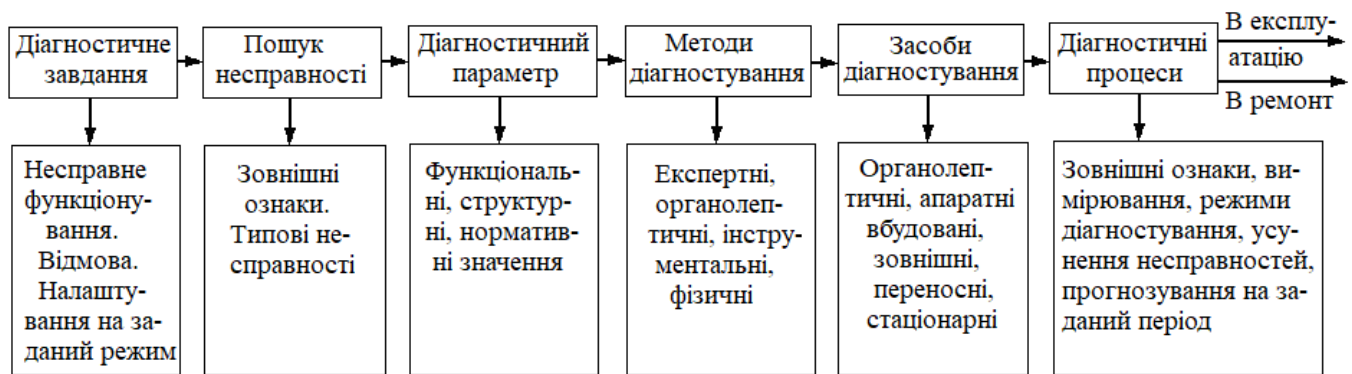 Діагностичне
завдання
Пошук
несправності
Діагностичний
параметр
Методи
діагностування
Засоби
діагностування
Діагностичні
процеси
В експлу-
атацію
В ремонт
Несправне
функціону-
вання.
Відмова.
Налашту-
вання на за-
даний режим
Зовнішні
ознаки.
Типові не-
справності
Функціональ-
ні, структур-
ні, норматив-
ні значення
Експертні,
органолеп-
тичні, інстру-
ментальні,
фізичні
Органолеп-
тичні, апаратні
вбудовані,
зовнішні,
переносні,
стаціонарні
Зовнішні ознаки, ви-
мірювання, режими
діагностування, усу-
нення несправностей,
прогнозування на за-
даний період